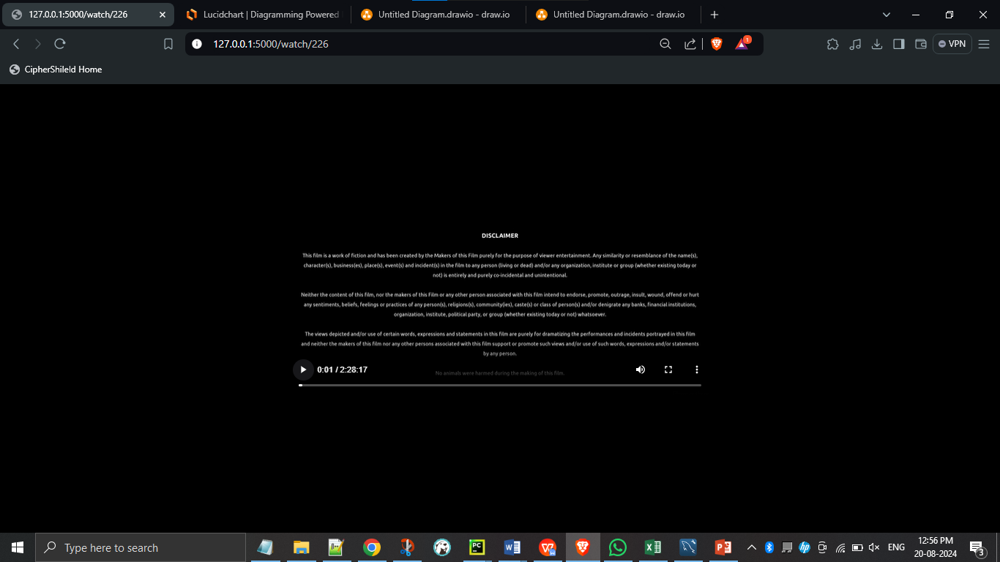 127.0.0.1:5000/watch/226
Lucidchart | Diagramming Powered
Untitled Diagram.drawio - draw.io
Untitled Diagram.drawio - draw.io
127.0.0.1:5000/watch/226
1
VPN
CipherShileld Home
DISCLAIMER
This film is a work of fiction and has been created by the Makers of this Film purely for the purpose of viewer entertainment. Any similarity or resemblance of the name(s),
character(s), business(es), place(s), event(s) and incident(s) in the film to any person (living or dead) and/or any organization, institute or group (whether existing today or
not) is entirely and purely co-incidental and unintentional.
Neither the content of this film, nor the makers of this Film or any other person associated with this film intend to endorse, promote, outrage, insult, wound, offend or hurt
any sentiments, beliefs, feelings or practices of any person(s), religions(s), community(ies), caste(s) or class of person(s) and/or denigrate any banks, financial institutions,
organization, institute, political party, or group (whether existing today or not) whatsoever.
The views depicted and/or use of certain words, expressions and statements in this film are purely for dramatizing the performances and incidents portrayed in this film
and neither the makers of this film nor any other persons associated with this film support or promote such views and/or use of such words, expressions and/or statements
by any person.
0:01 / 2:28:17
No animals were harmed during the making of this film.
Type here to search
PC
W
P
hp
ENG
12:56 PM
20-08-2024
3